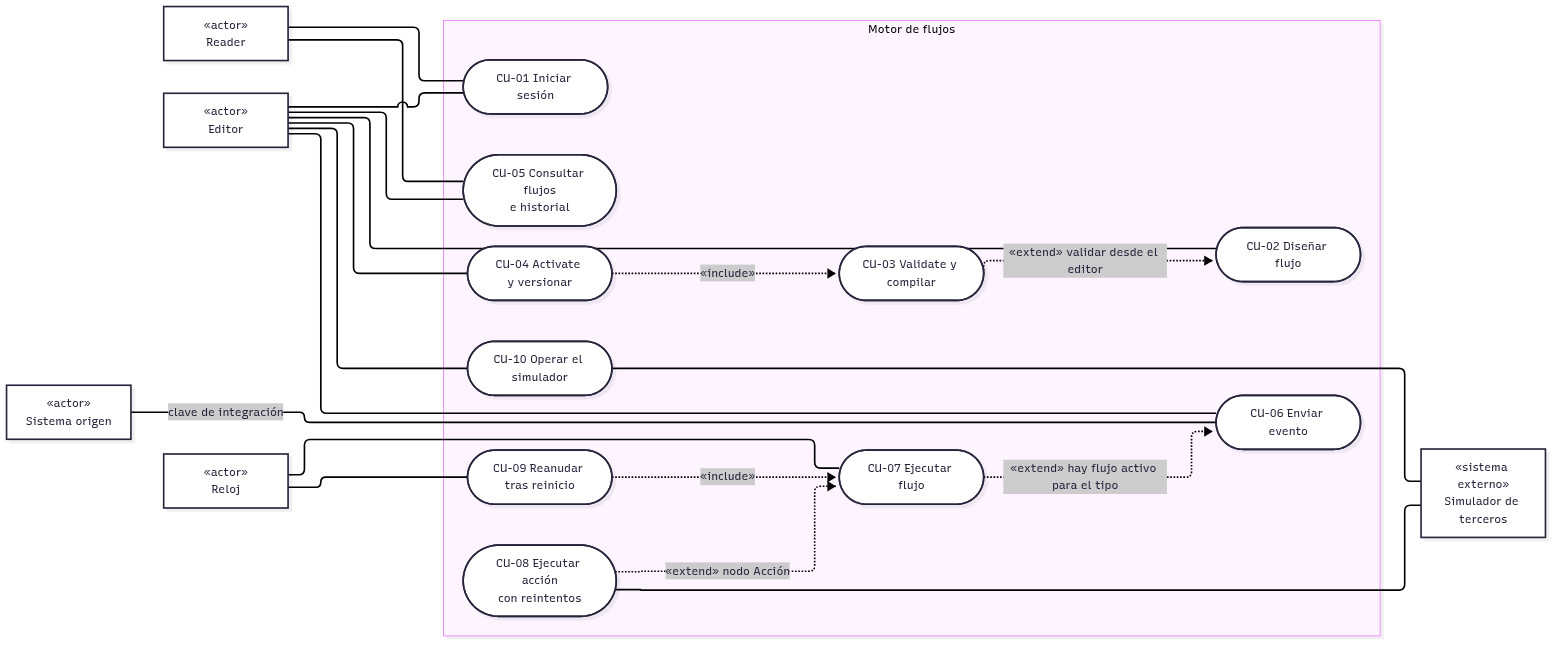 «actor»
Reader
Motor de flujos
CU-01 Iniciar
sesión
«actor»
Editor
CU-05 Consultar
flujos
e historial
CU-04 Activate
y versionar
«include»
CU-03 Validate y
compilar
«extend» validar desde el
editor
CU-02 Diseñar
flujo
CU-10 Operar el
simulador
«actor»
Sistema origen
clave de integración
CU-06 Enviar
evento
«actor»
Reloj
CU-09 Reanudar
tras reinicio
«include»
CU-07 Ejecutar
flujo
«extend» hay flujo activo
para el tipo
«sistema
externo»
Simulador de
terceros
CU-08 Ejecutar
acción
con reintentos
«extend» nodo Acción